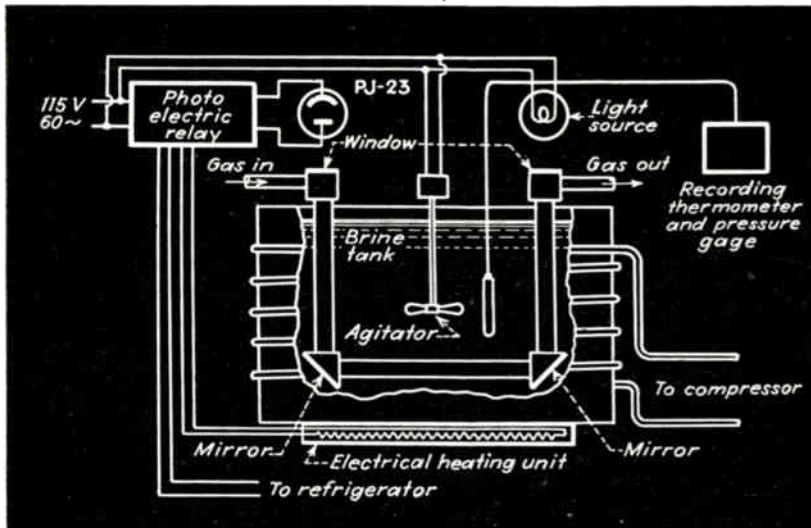 115 V
60~
Photo
electric
relay
PJ-23
Light
source
Window
Gas in
Gas out
Recording
thermometer
and pressure
gage
Brine
tank
Agitator
To compressor
Mirror
Mirror
Electrical heating unit
To refrigerator